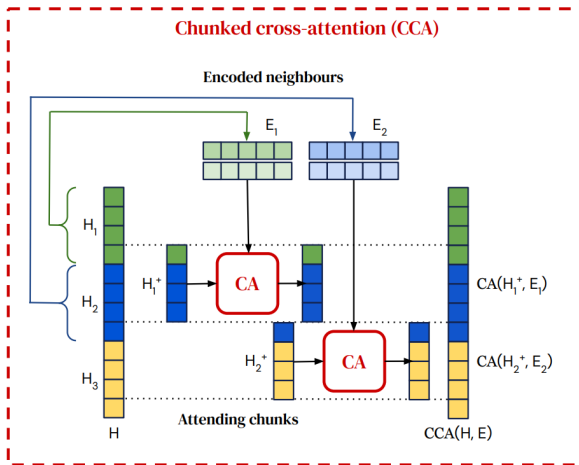 Chunked cross-attention (CCA)
Encoded neighbours
E₁
E₂
H₁
H₁⁺
CA
CA(H₁⁺, E₁)
H₂
H₂⁺
CA
CA(H₂⁺, E₂)
H₃
Attending chunks
H
CCA(H, E)